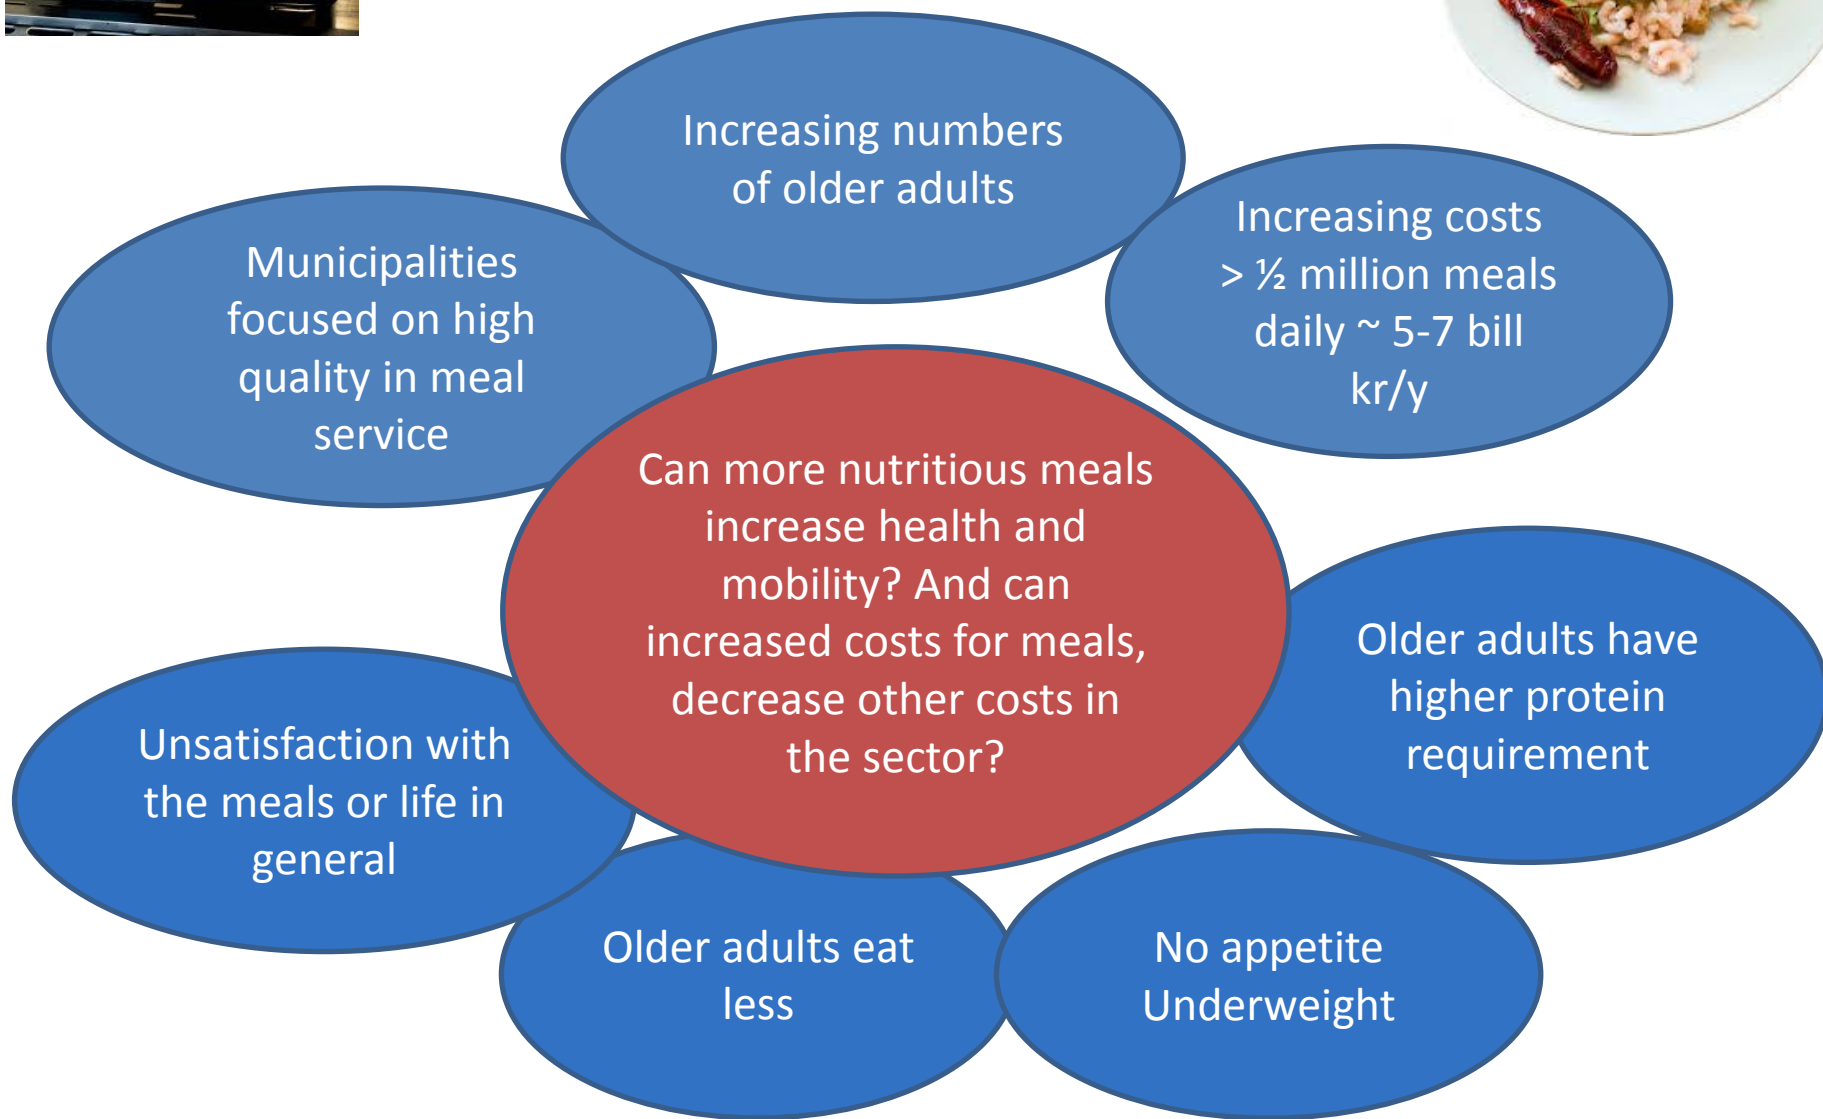 Increasing numbers
of older adults
Increasing costs
> ½ million meals
daily ~ 5-7 bill
kr/y
Municipalities
focused on high
quality in meal
service
Can more nutritious meals
increase health and
mobility? And can
increased costs for meals,
decrease other costs in
the sector?
Older adults have
higher protein
requirement
Unsatisfaction with
the meals or life in
general
Older adults eat
less
No appetite
Underweight